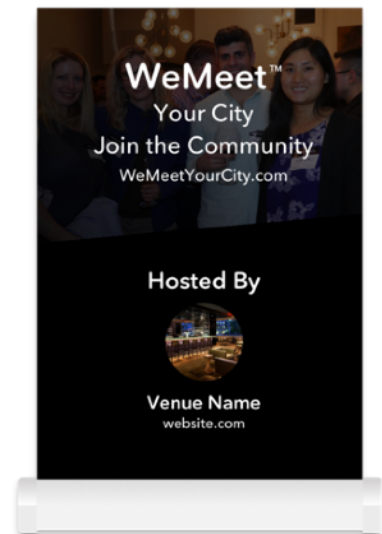 WeMeet™
Your City
Join the Community
WeMeetYourCity.com
Hosted By
Venue Name
website.com